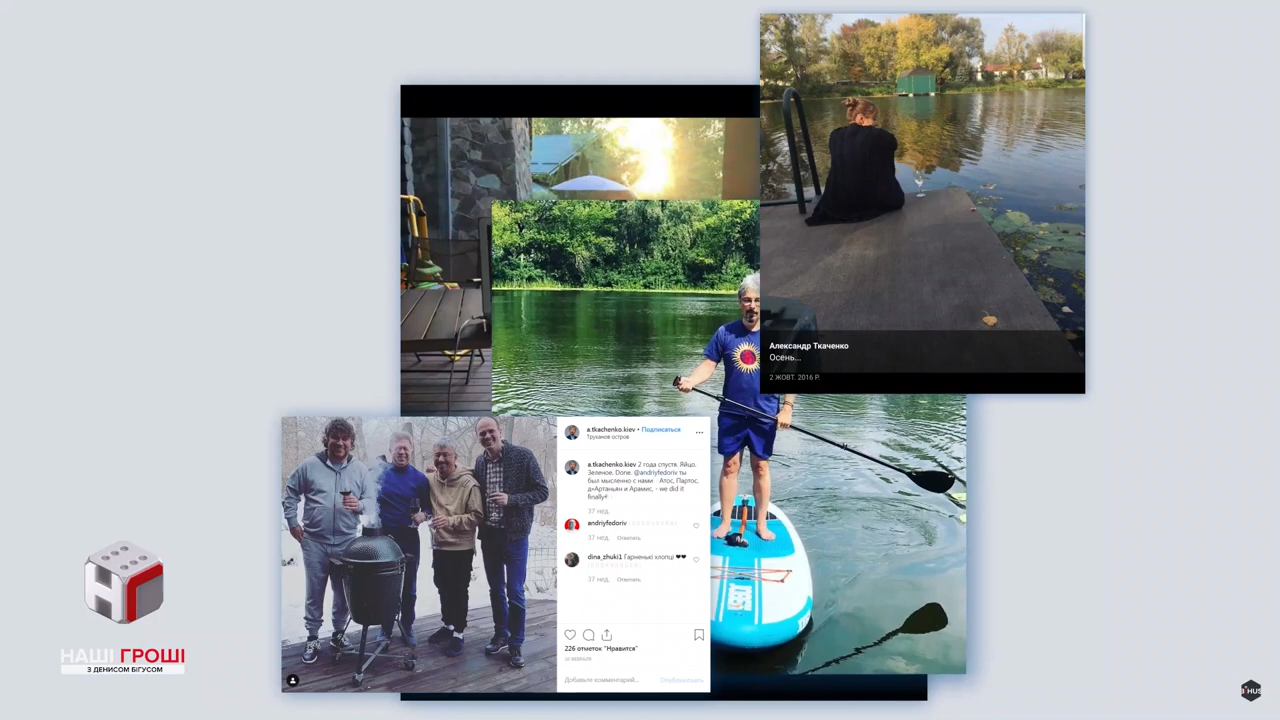 Александр Ткаченко
Осень...
2 ЖОВТ. 2016 Р.
a.tkachenko.kiev • Подписаться
Труханов остров
a.tkachenko.kiev 2 года спустя. Яйцо.
Зеленое. Done. @andriyfedoriv ты
был мысленно с нами Атос, Партос,
д»Артаньян и Арамис, - we did it
finally!
37 нед.
andriyfedoriv
37 нед. Ответить
dina_zhuki1 Гарненькі хлопці ❤❤
37 нед. Ответить
226 отметок "Нравится"
Добавьте комментарий...
Опубликовать
НАШІ ГРОШІ
З ДЕНИСОМ БІГУСОМ